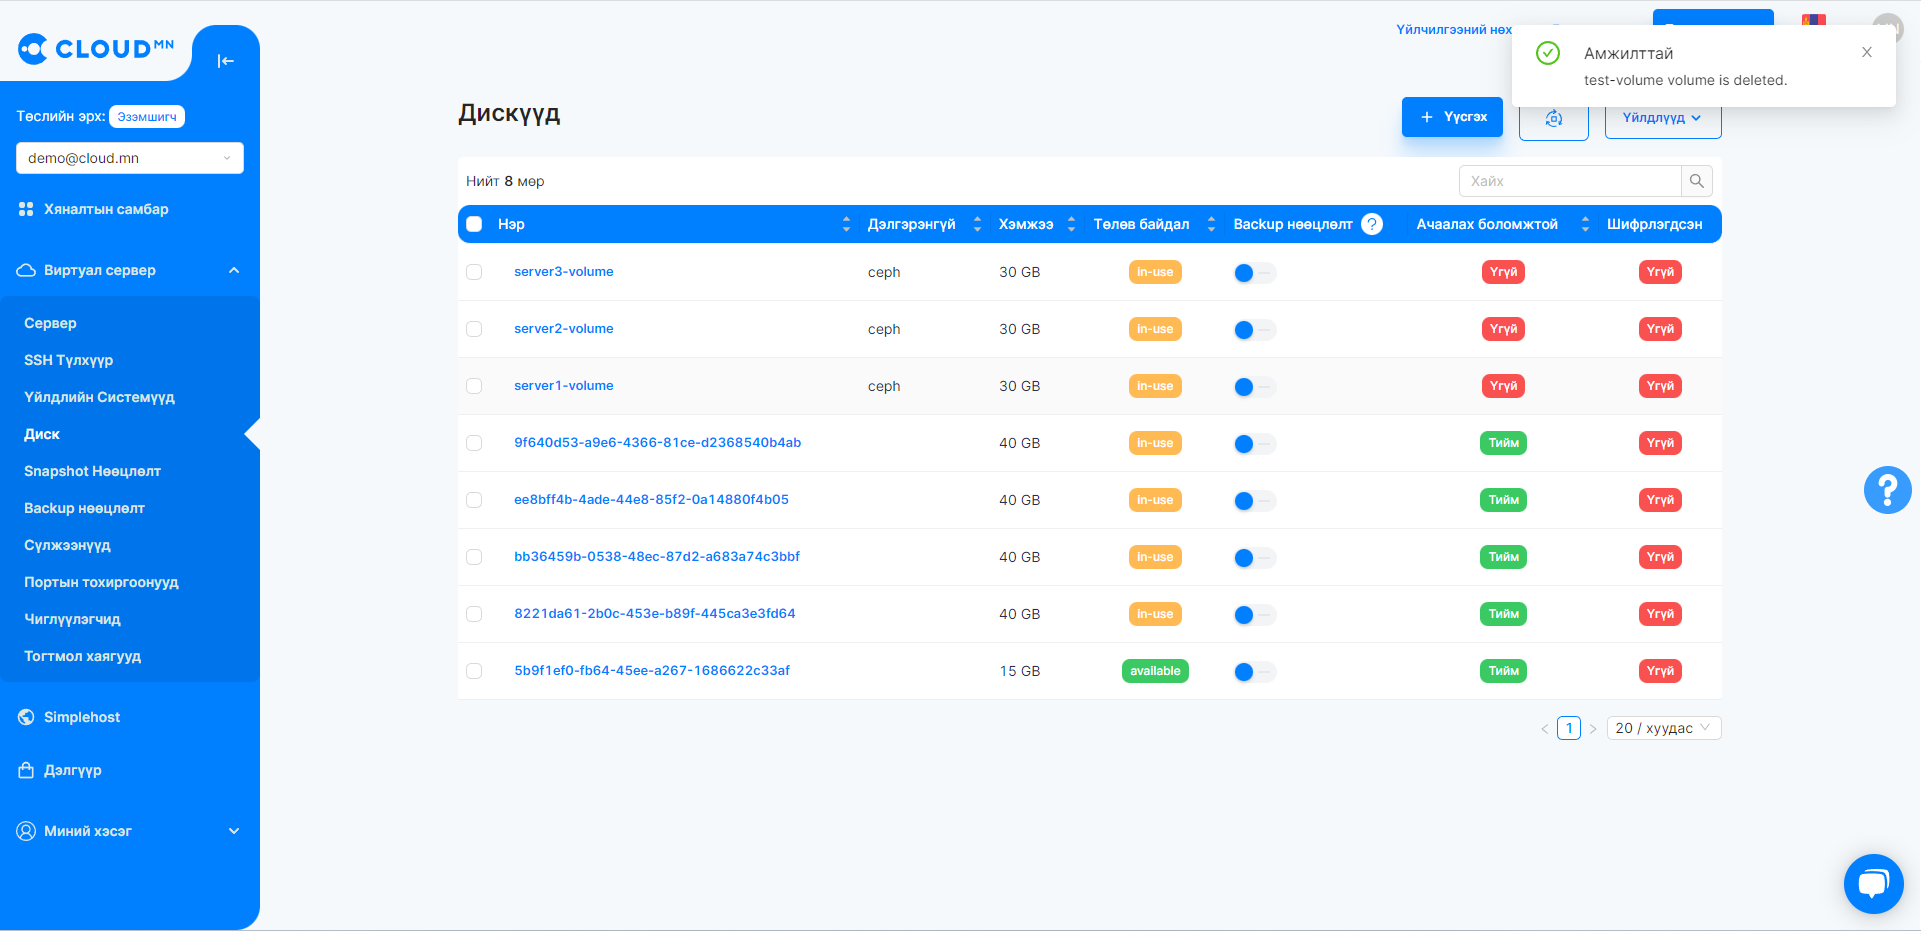 CLOUD MN
Төслийн эрх: Эзэмшигч
demo@cloud.mn
Хяналтын самбар
Виртуал сервер
Сервер
SSH Түлхүүр
Үйлдлийн Системүүд
Диск
Snapshot Нөөцлөлт
Backup нөөцлөлт
Сүлжээнүүд
Портын тохиргоонууд
Чиглүүлэгчид
Тогтмол хаягууд
Simplehost
Дэлгүүр
Миний хэсэг
Үйлчилгээний нөх
Амжилттай
test-volume volume is deleted.
Дискүүд
+ Үүсгэх
Үйлдлүүд
Нийт 8 мөр
Хайх
Нэр Дэлгэрэнгүй Хэмжээ Төлөв байдал Backup нөөцлөлт ? Ачаалах боломжтой Шифрлэгдсэн
server3-volume ceph 30 GB in-use Үгүй Үгүй
server2-volume ceph 30 GB in-use Үгүй Үгүй
server1-volume ceph 30 GB in-use Үгүй Үгүй
9f640d53-a9e6-4366-81ce-d2368540b4ab 40 GB in-use Тийм Үгүй
ee8bff4b-4ade-44e8-85f2-0a14880f4b05 40 GB in-use Тийм Үгүй
bb36459b-0538-48ec-87d2-a683a74c3bbf 40 GB in-use Тийм Үгүй
8221da61-2b0c-453e-b89f-445ca3e3fd64 40 GB in-use Тийм Үгүй
5b9f1ef0-fb64-45ee-a267-1686622c33af 15 GB available Тийм Үгүй
< 1 > 20 / хуудас
?